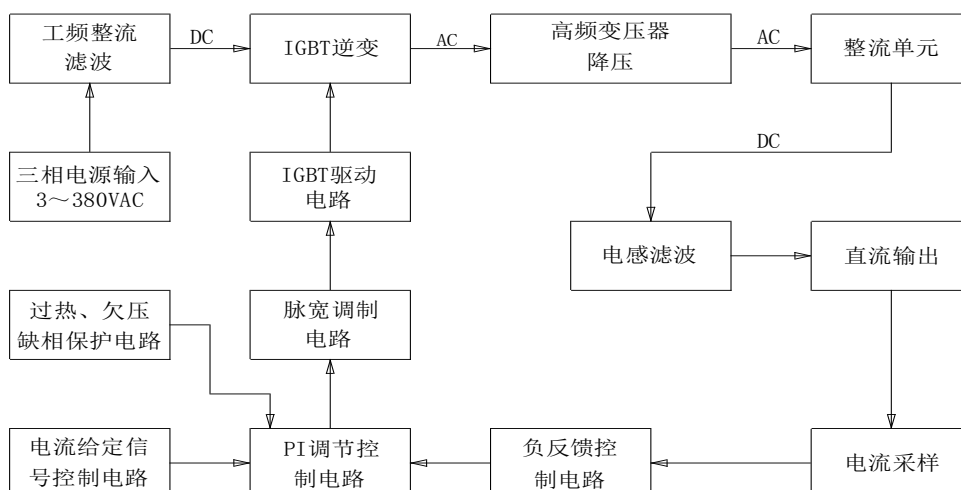 工频整流
滤波
DC
IGBT逆变
AC
高频变压器
降压
AC
整流单元
DC
三相电源输入
3～380VAC
IGBT驱动
电路
电感滤波
直流输出
过热、欠压
缺相保护电路
脉宽调制
电路
电流给定信
号控制电路
PI调节控
制电路
负反馈控
制电路
电流采样